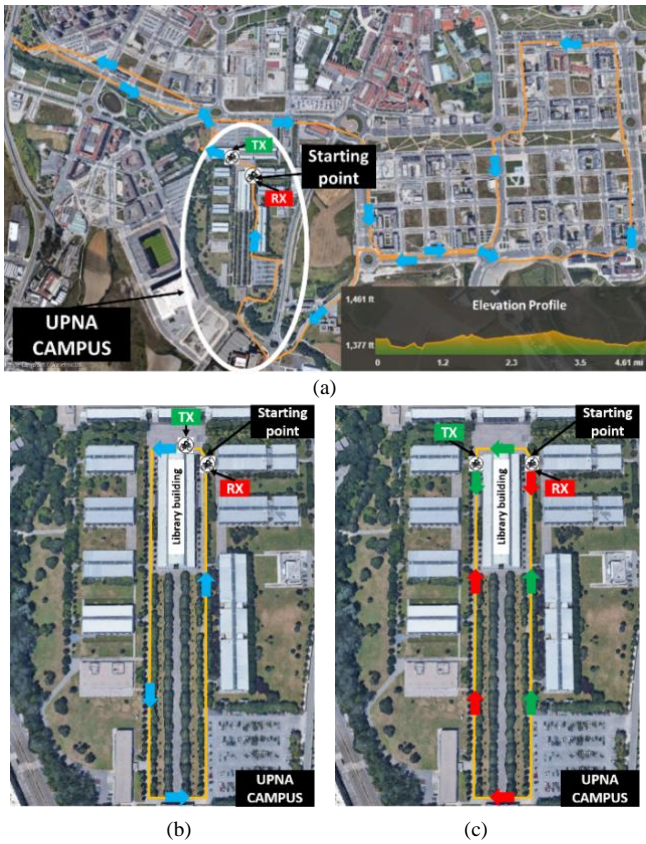 TX
Starting
point
RX
UPNA
CAMPUS
Elevation Profile
1,461 ft
1,377 ft
0 1.2 2.3 3.5 4.61 mi
(a)
TX
Starting
point
RX
Library building
UPNA
CAMPUS
(b)
TX
Starting
point
RX
Library building
UPNA
CAMPUS
(c)